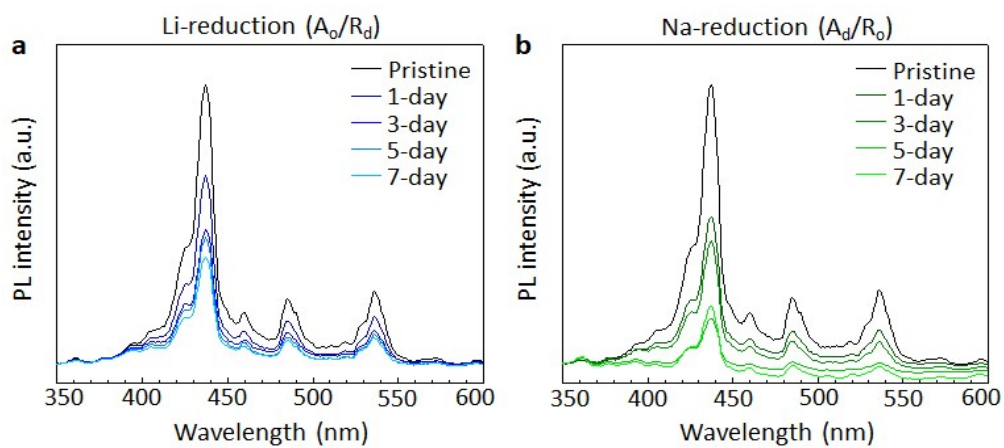 a
Li-reduction (Aₒ/R_d)
Pristine
1-day
3-day
5-day
7-day
PL intensity (a.u.)
350 400 450 500 550 600
Wavelength (nm)
b
Na-reduction (A_d/Rₒ)
Pristine
1-day
3-day
5-day
7-day
PL intensity (a.u.)
350 400 450 500 550 600
Wavelength (nm)